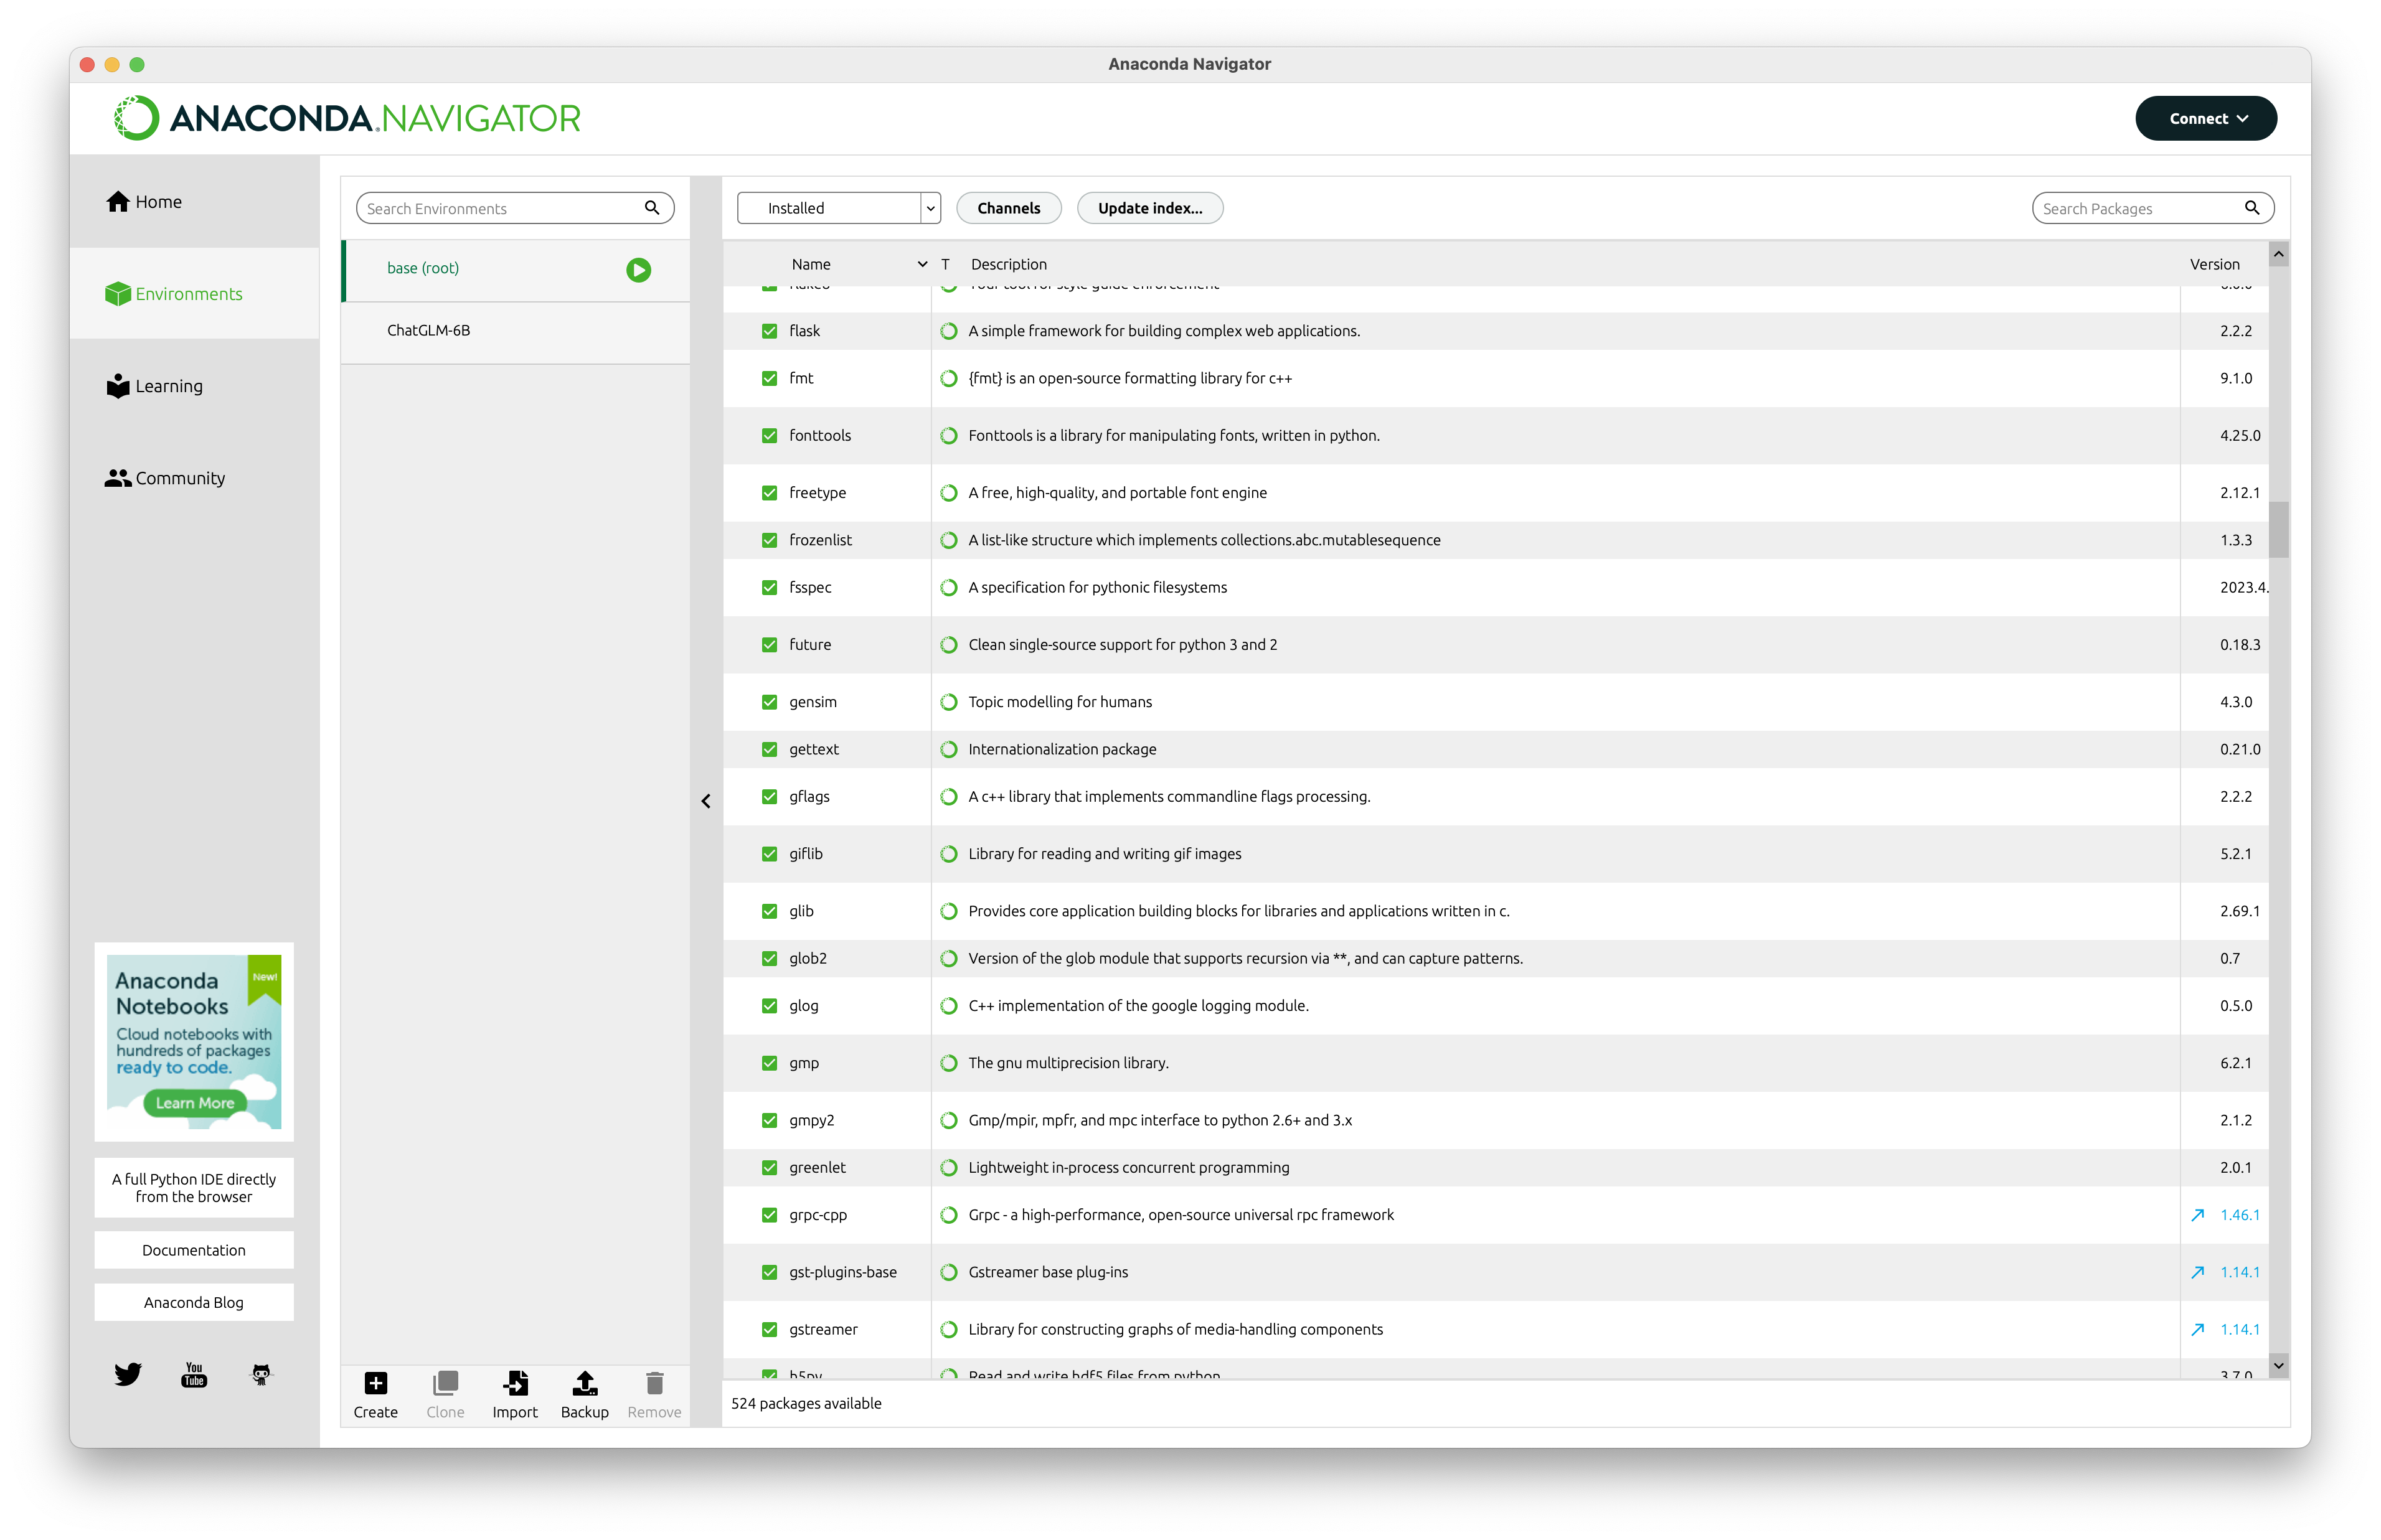 Anaconda Navigator
ANACONDA.NAVIGATOR
Connect
Home
Environments
Learning
Community
Anaconda
Notebooks
New!
Cloud notebooks with
hundreds of packages
ready to code.
Learn More
A full Python IDE directly
from the browser
Documentation
Anaconda Blog
You
Tube
Search Environments
base (root)
ChatGLM-6B
Create Clone Import Backup Remove
Installed Channels Update index... Search Packages
Name T Description Version
flask A simple framework for building complex web applications. 2.2.2
fmt {fmt} is an open-source formatting library for c++ 9.1.0
fonttools Fonttools is a library for manipulating fonts, written in python. 4.25.0
freetype A free, high-quality, and portable font engine 2.12.1
frozenlist A list-like structure which implements collections.abc.mutablesequence 1.3.3
fsspec A specification for pythonic filesystems 2023.4.
future Clean single-source support for python 3 and 2 0.18.3
gensim Topic modelling for humans 4.3.0
gettext Internationalization package 0.21.0
gflags A c++ library that implements commandline flags processing. 2.2.2
giflib Library for reading and writing gif images 5.2.1
glib Provides core application building blocks for libraries and applications written in c. 2.69.1
glob2 Version of the glob module that supports recursion via **, and can capture patterns. 0.7
glog C++ implementation of the google logging module. 0.5.0
gmp The gnu multiprecision library. 6.2.1
gmpy2 Gmp/mpir, mpfr, and mpc interface to python 2.6+ and 3.x 2.1.2
greenlet Lightweight in-process concurrent programming 2.0.1
grpc-cpp Grpc - a high-performance, open-source universal rpc framework 1.46.1
gst-plugins-base Gstreamer base plug-ins 1.14.1
gstreamer Library for constructing graphs of media-handling components 1.14.1
h5py Read and write hdf5 files from python 3.7.0
524 packages available